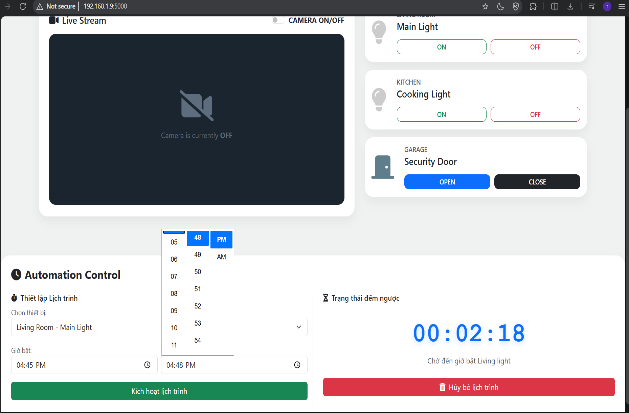 Not secure 192.160.1.9:5000
Live Stream
CAMERA ON/OFF
Camera is currently OFF
Main Light
ON OFF
KITCHEN
Cooking Light
ON OFF
GARAGE
Security Door
OPEN CLOSE
05 48 PM
06 49 AM
07 50
08 51
09 52
10 53
11 54
Automation Control
Thiết lập Lịch trình
Chọn thiết bị:
Living Room - Main Light
Giờ bật:
04:45 PM 04:48 PM
Kích hoạt lịch trình
Trạng thái đếm ngược
00:02:18
Chờ đến giờ bật Living light
Hủy bỏ lịch trình